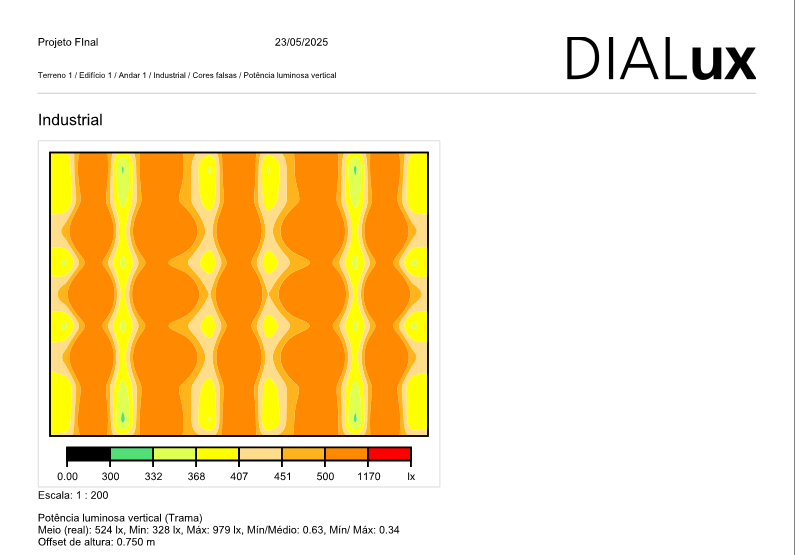 Projeto FInal 23/05/2025
DIALux
Terreno 1 / Edifício 1 / Andar 1 / Industrial / Cores falsas / Potência luminosa vertical
Industrial
0.00 300 332 368 407 451 500 1170 lx
Escala: 1 : 200
Potência luminosa vertical (Trama)
Meio (real): 524 lx, Min: 328 lx, Máx: 979 lx, Mín/Médio: 0.63, Mín/ Máx: 0.34
Offset de altura: 0.750 m